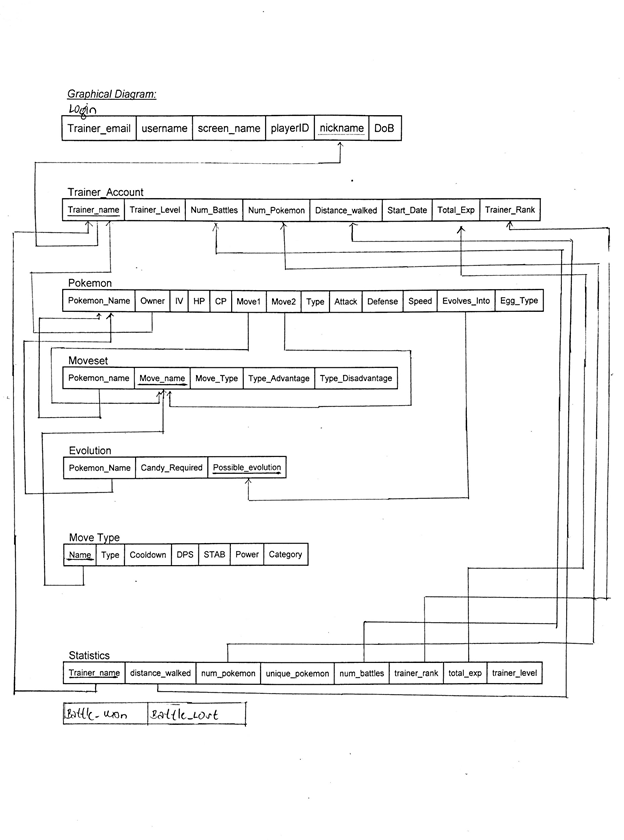 Graphical Diagram:
Login
Trainer_email username screen_name playerID nickname DoB
Trainer_Account
Trainer_name Trainer_Level Num_Battles Num_Pokemon Distance_walked Start_Date Total_Exp Trainer_Rank
Pokemon
Pokemon_Name Owner IV HP CP Move1 Move2 Type Attack Defense Speed Evolves_Into Egg_Type
Moveset
Pokemon_name Move_name Move_Type Type_Advantage Type_Disadvantage
Evolution
Pokemon_Name Candy_Required Possible_evolution
Move Type
Name Type Cooldown DPS STAB Power Category
Statistics
Trainer_name distance_walked num_pokemon unique_pokemon num_battles trainer_rank total_exp trainer_level
Battle_won Battle_Lost